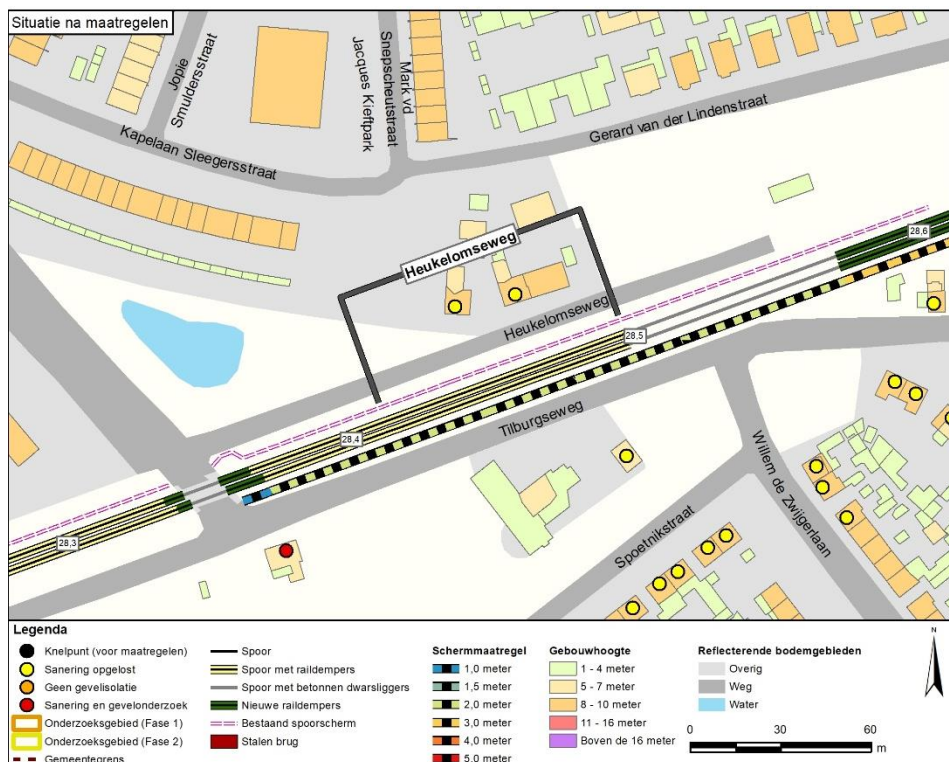 Situatie na maatregelen
Jopie
Smuldersstraat
Jacques Kiefftpark
Snepscheutstraat
Mark vd
Kapelaan Sleegersstraat
Gerard van der Lindenstraat
Heukelomseweg
Heukelomseweg
28,6
28,5
28,4
28,3
Tilburgseweg
Willem de Zwijgerlaan
Spoetnikstraat
Legenda
Knelpunt (voor maatregelen)
Sanering opgelost
Geen gevelisolatie
Sanering en gevelonderzoek
Onderzoeksgebied (Fase 1)
Onderzoeksgebied (Fase 2)
Gemeentegrens
Spoor
Spoor met raildempers
Spoor met betonnen dwarsliggers
Nieuwe raildempers
Bestaand spoorscherm
Stalen brug
Schermmaatregel
1,0 meter
1,5 meter
2,0 meter
3,0 meter
4,0 meter
5,0 meter
Gebouwhoogte
1 - 4 meter
5 - 7 meter
8 - 10 meter
11 - 16 meter
Boven de 16 meter
Reflecterende bodemgebieden
Overig
Weg
Water
N
0 30 60
m